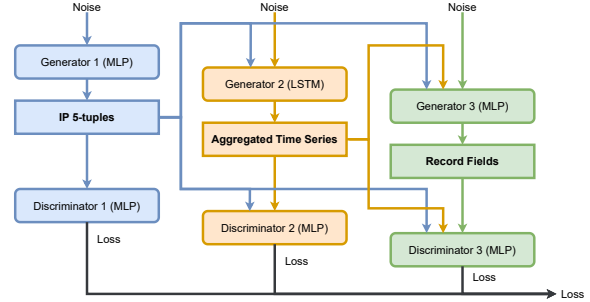 Noise
Noise
Noise
Generator 1 (MLP)
Generator 2 (LSTM)
Generator 3 (MLP)
IP 5-tuples
Aggregated Time Series
Record Fields
Discriminator 1 (MLP)
Discriminator 2 (MLP)
Discriminator 3 (MLP)
Loss
Loss
Loss
Loss